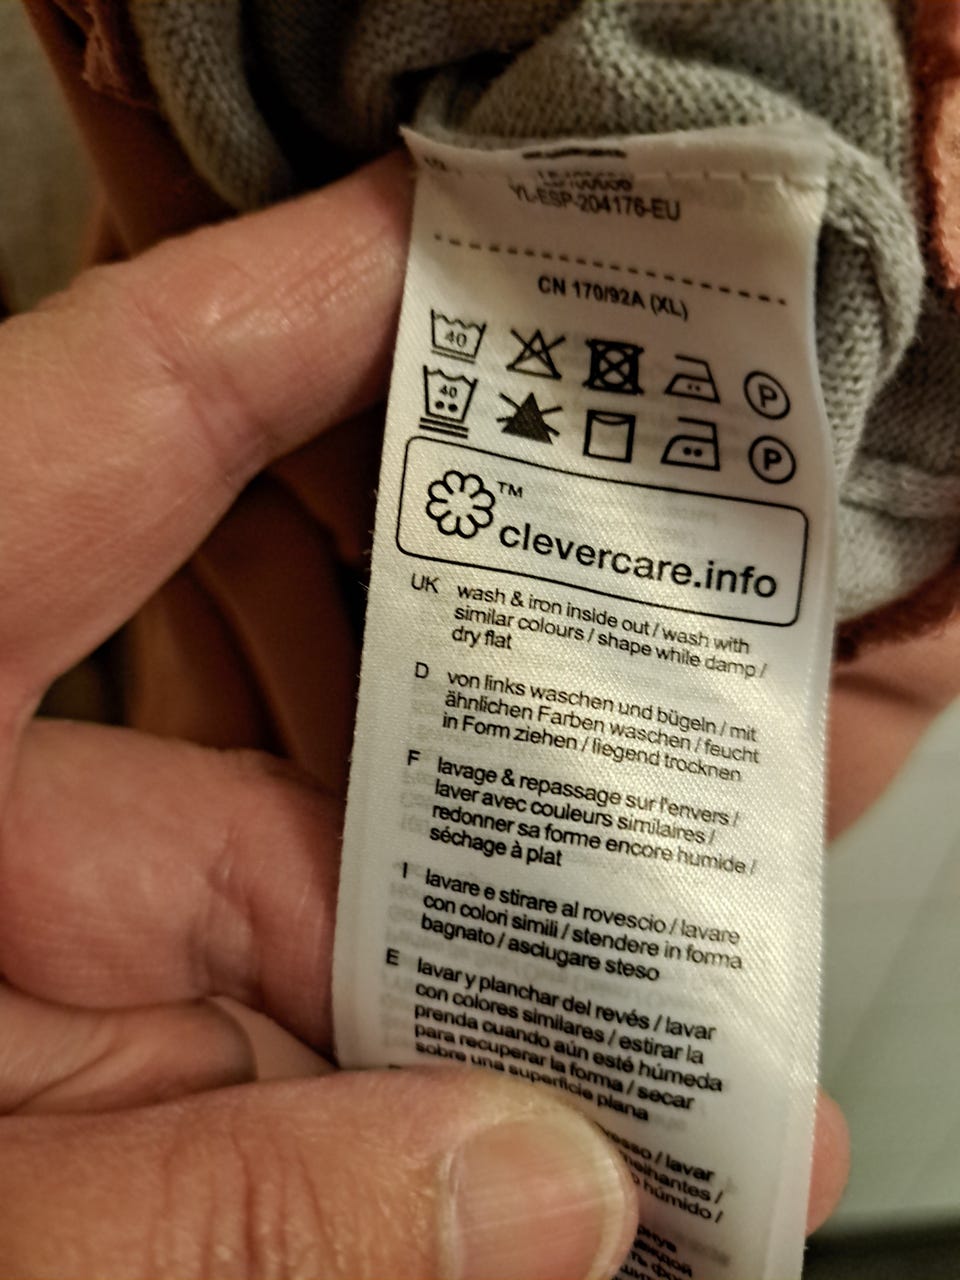 YL-ESP-204176-EU
CN 170/92A (XL)
40
P
40
P
TM
clevercare.info
UK wash & iron inside out / wash with
similar colours / shape while damp /
dry flat
D von links waschen und bügeln / mit
ähnlichen Farben waschen / feucht
in Form ziehen / liegend trocknen
F lavage & repassage sur l'envers /
laver avec couleurs similaires /
redonner sa forme encore humide /
séchage à plat
I lavare e stirare al rovescio / lavare
con colori simili / stendere in forma
bagnato / asciugare steso
E lavar y planchar del revés / lavar
con colores similares / estirar la
prenda cuando aún esté húmeda
para recuperar la forma / secar
sobre una superficie plana
/ lavar
/
húmido /